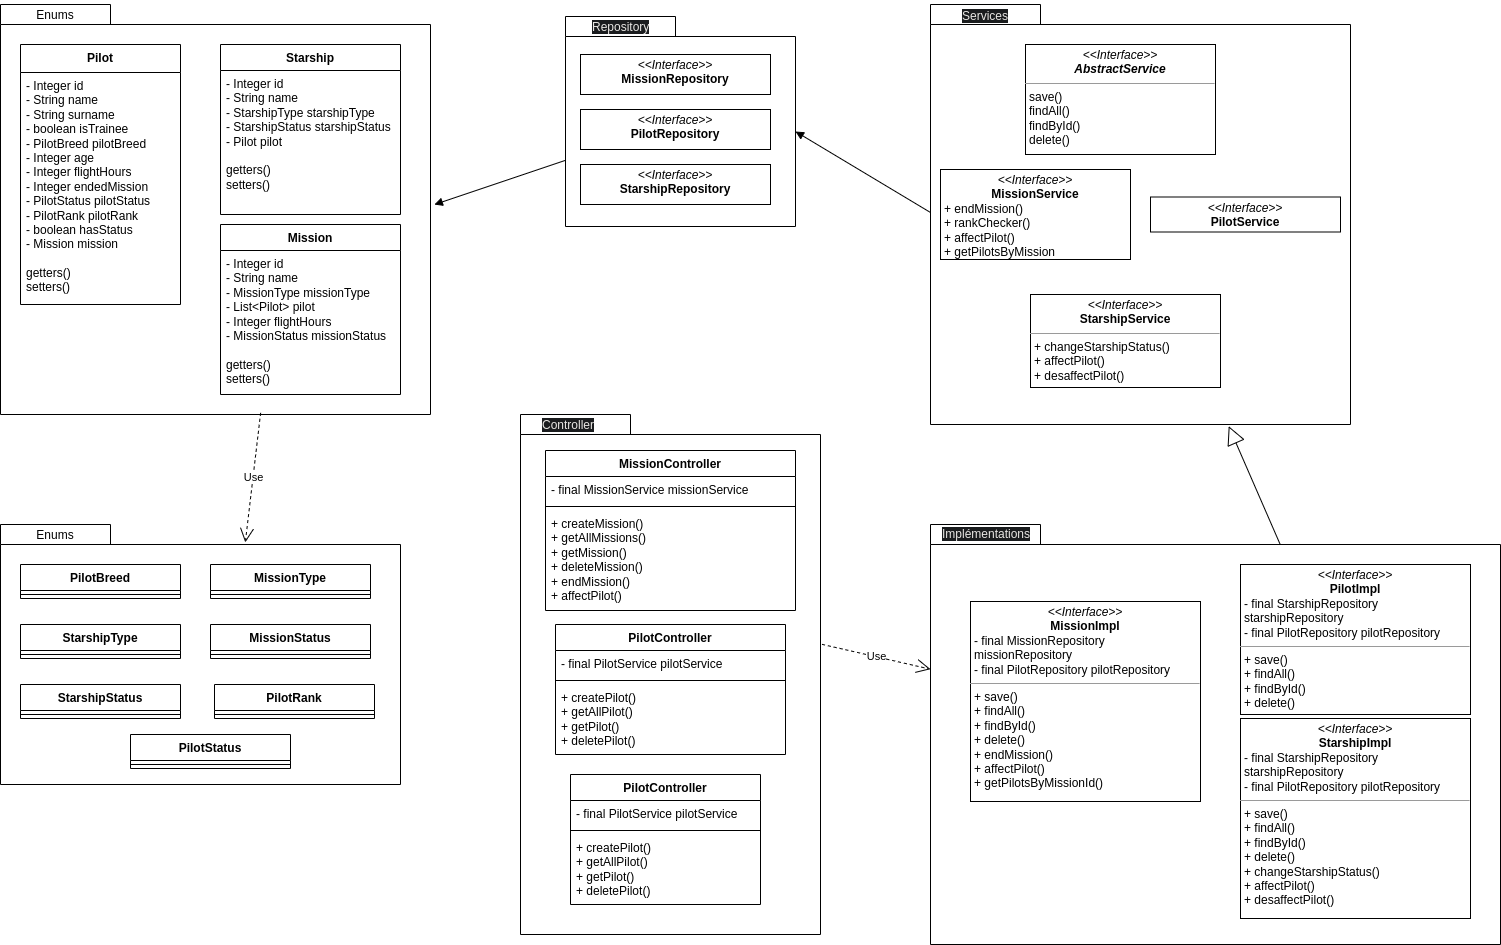 Enums
Pilot
- Integer id
- String name
- String surname
- boolean isTrainee
- PilotBreed pilotBreed
- Integer age
- Integer flightHours
- Integer endedMission
- PilotStatus pilotStatus
- PilotRank pilotRank
- boolean hasStatus
- Mission mission
getters()
setters()
Starship
- Integer id
- String name
- StarshipType starshipType
- StarshipStatus starshipStatus
- Pilot pilot
getters()
setters()
Mission
- Integer id
- String name
- MissionType missionType
- List<Pilot> pilot
- Integer flightHours
- MissionStatus missionStatus
getters()
setters()
Repository
<<Interface>>
MissionRepository
<<Interface>>
PilotRepository
<<Interface>>
StarshipRepository
Services
<<Interface>>
AbstractService
save()
findAll()
findById()
delete()
<<Interface>>
MissionService
+ endMission()
+ rankChecker()
+ affectPilot()
+ getPilotsByMission
<<Interface>>
PilotService
<<Interface>>
StarshipService
+ changeStarshipStatus()
+ affectPilot()
+ desaffectPilot()
Use
Enums
PilotBreed
MissionType
StarshipType
MissionStatus
StarshipStatus
PilotRank
PilotStatus
Controller
MissionController
- final MissionService missionService
+ createMission()
+ getAllMissions()
+ getMission()
+ deleteMission()
+ endMission()
+ affectPilot()
PilotController
- final PilotService pilotService
+ createPilot()
+ getAllPilot()
+ getPilot()
+ deletePilot()
PilotController
- final PilotService pilotService
+ createPilot()
+ getAllPilot()
+ getPilot()
+ deletePilot()
Use
Implémentations
<<Interface>>
MissionImpl
- final MissionRepository
missionRepository
- final PilotRepository pilotRepository
+ save()
+ findAll()
+ findById()
+ delete()
+ endMission()
+ affectPilot()
+ getPilotsByMissionId()
<<Interface>>
PilotImpl
- final StarshipRepository
starshipRepository
- final PilotRepository pilotRepository
+ save()
+ findAll()
+ findById()
+ delete()
<<Interface>>
StarshipImpl
- final StarshipRepository
starshipRepository
- final PilotRepository pilotRepository
+ save()
+ findAll()
+ findById()
+ delete()
+ changeStarshipStatus()
+ affectPilot()
+ desaffectPilot()